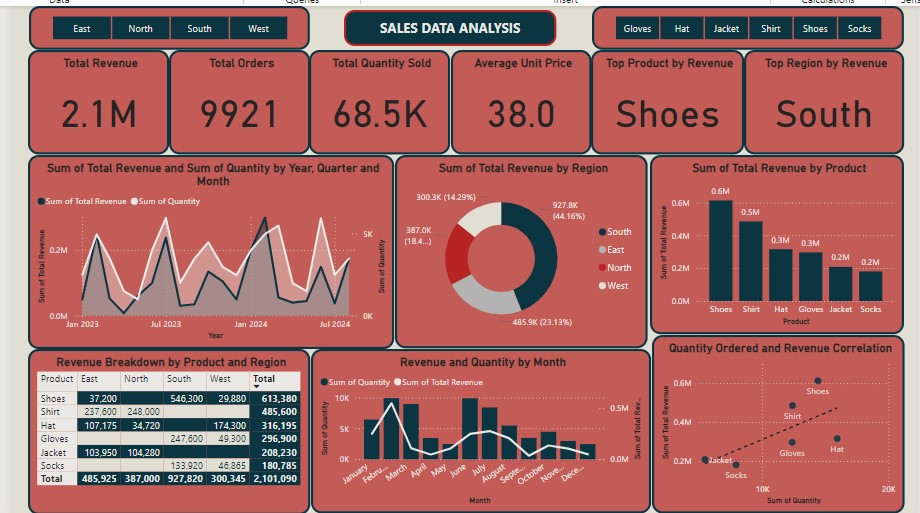 Data
Queries
Insert
Calculations
East North South West
SALES DATA ANALYSIS
Gloves Hat Jacket Shirt Shoes Socks
Total Revenue
2.1M
Total Orders
9921
Total Quantity Sold
68.5K
Average Unit Price
38.0
Top Product by Revenue
Shoes
Top Region by Revenue
South
Sum of Total Revenue and Sum of Quantity by Year, Quarter and
Month
Sum of Total Revenue Sum of Quantity
Sum of Total Revenue
0.2M
0.0M
5K
0K
Sum of Quantity
Jan 2023 Jul 2023 Jan 2024 Jul 2024
Year
Sum of Total Revenue by Region
300.3K (14.29%)
927.8K
(44.16%)
387.0K
(18.4...)
485.9K (23.13%)
South
East
North
West
Sum of Total Revenue by Product
Sum of Total Revenue
0.6M
0.4M
0.2M
0.0M
0.6M
0.5M
0.3M
0.3M
0.2M
0.2M
Shoes Shirt Hat Gloves Jacket Socks
Product
Revenue Breakdown by Product and Region
Product East North South West Total
Shoes 37,200 546,300 29,880 613,380
Shirt 237,600 248,000 485,600
Hat 107,175 34,720 174,300 316,195
Gloves 247,600 49,300 296,900
Jacket 103,950 104,280 208,230
Socks 133,920 46,865 180,785
Total 485,925 387,000 927,820 300,345 2,101,090
Revenue and Quantity by Month
Sum of Quantity Sum of Total Revenue
Sum of Quantity
10K
5K
0K
0.5M
0.0M
Sum of Total Rev...
January Febru... March April May June July August Septe... October Nove... Dece...
Month
Quantity Ordered and Revenue Correlation
Sum of Total Revenue
0.6M
0.4M
0.2M
Shoes
Shirt
Gloves
Hat
Jacket
Socks
10K 20K
Sum of Quantity